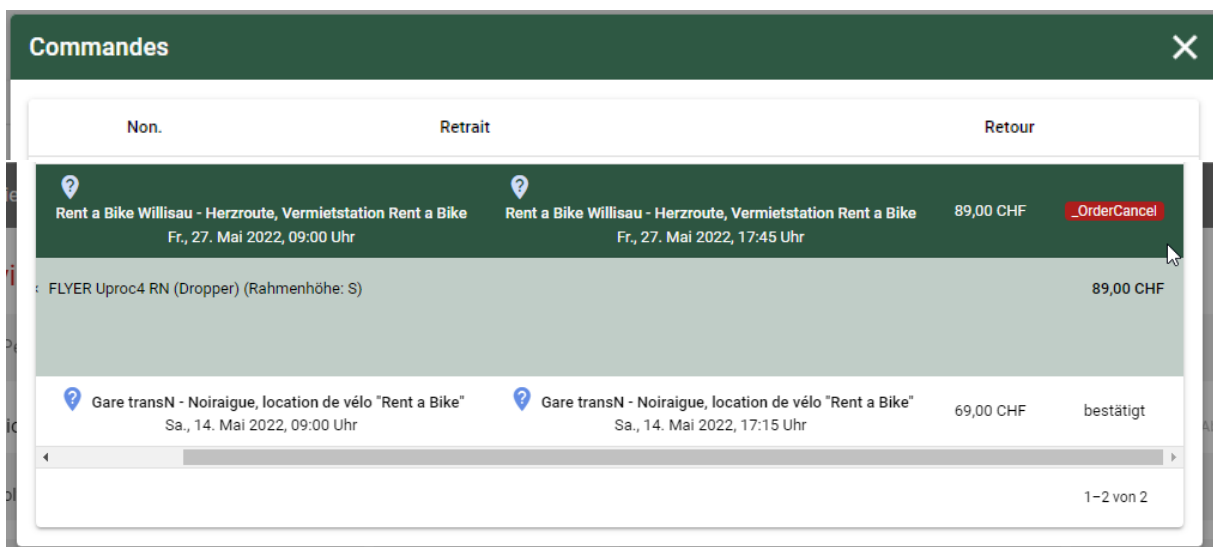 Commandes
Non. Retrait Retour
Rent a Bike Willisau - Herzroute, Vermietstation Rent a Bike Rent a Bike Willisau - Herzroute, Vermietstation Rent a Bike 89,00 CHF _OrderCancel
Fr., 27. Mai 2022, 09:00 Uhr Fr., 27. Mai 2022, 17:45 Uhr
FLYER Uproc4 RN (Dropper) (Rahmenhöhe: S) 89,00 CHF
Gare transN - Noiraigue, location de vélo "Rent a Bike" Gare transN - Noiraigue, location de vélo "Rent a Bike" 69,00 CHF bestätigt
Sa., 14. Mai 2022, 09:00 Uhr Sa., 14. Mai 2022, 17:15 Uhr
1–2 von 2